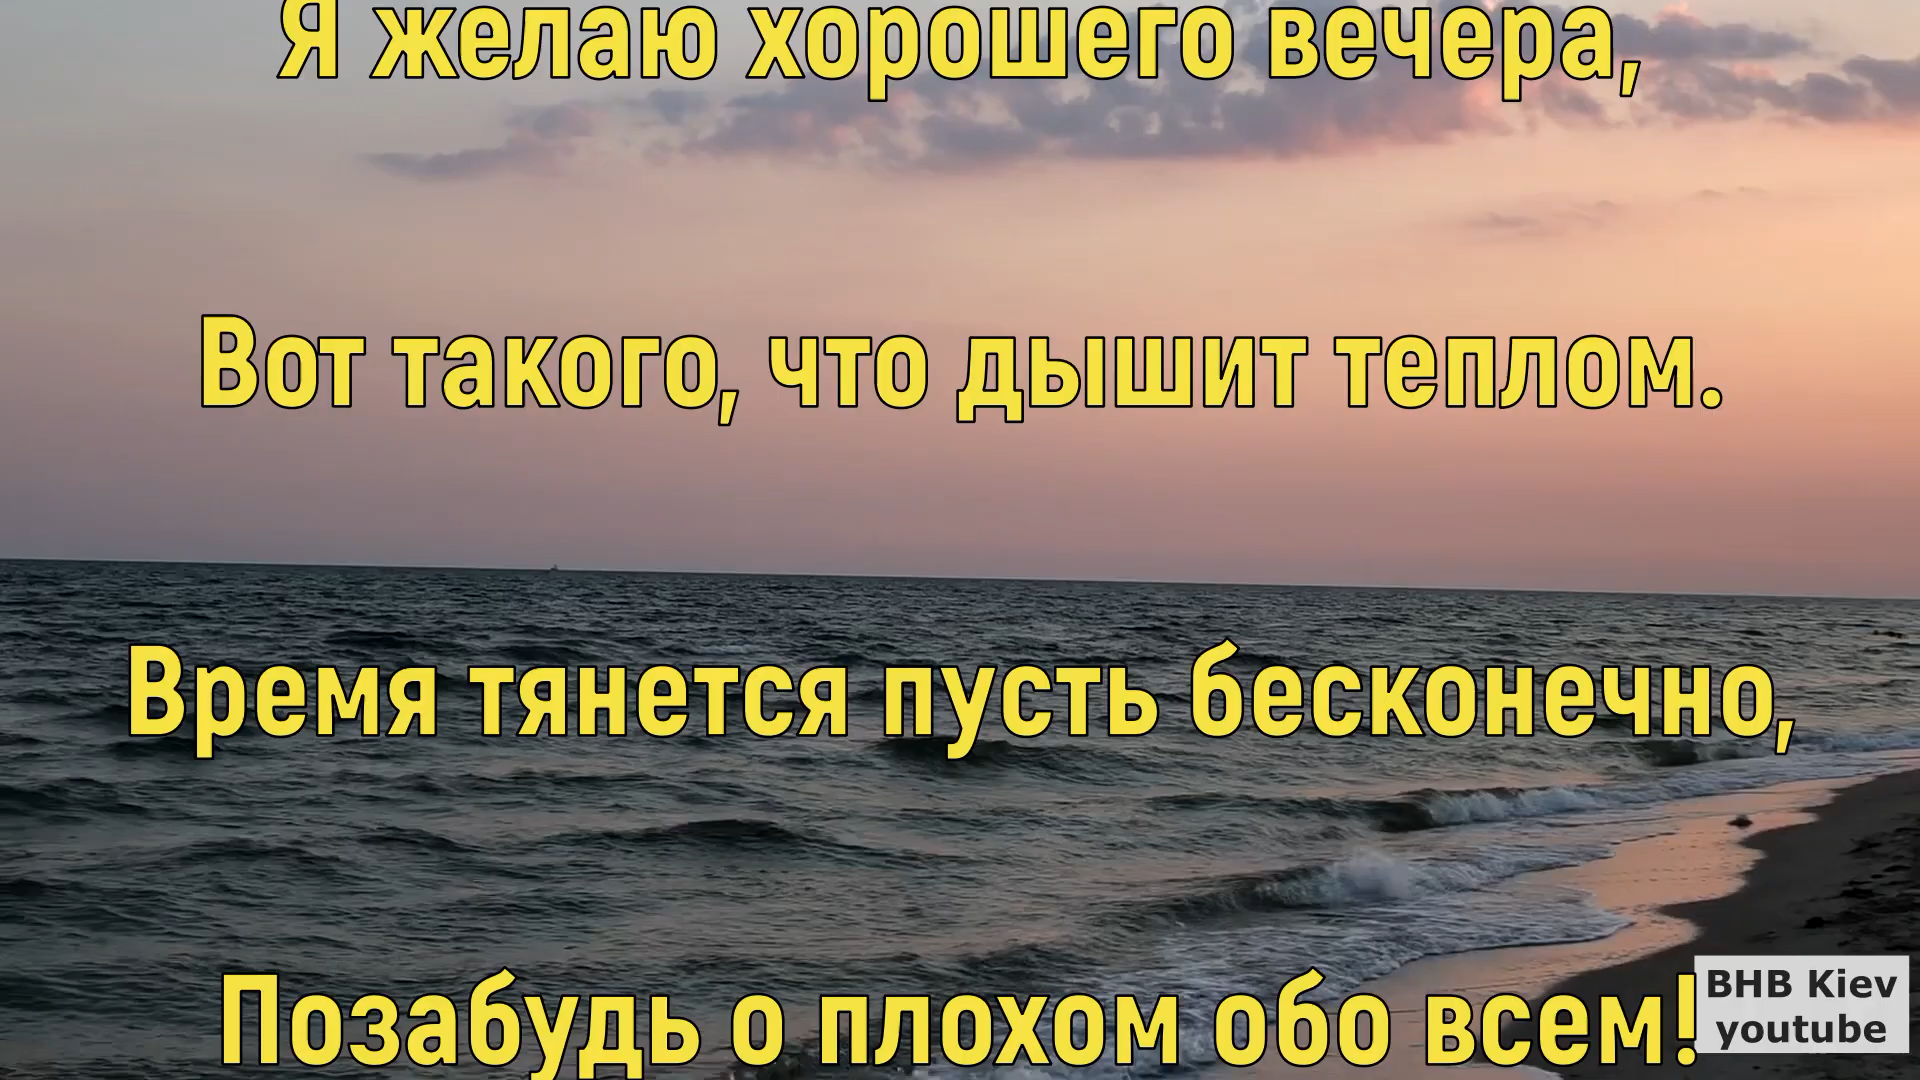 Я желаю хорошего вечера,
Вот такого, что дышит теплом.
Время тянется пусть бесконечно,
Позабудь о плохом обо всем!
BHB Kiev
youtube